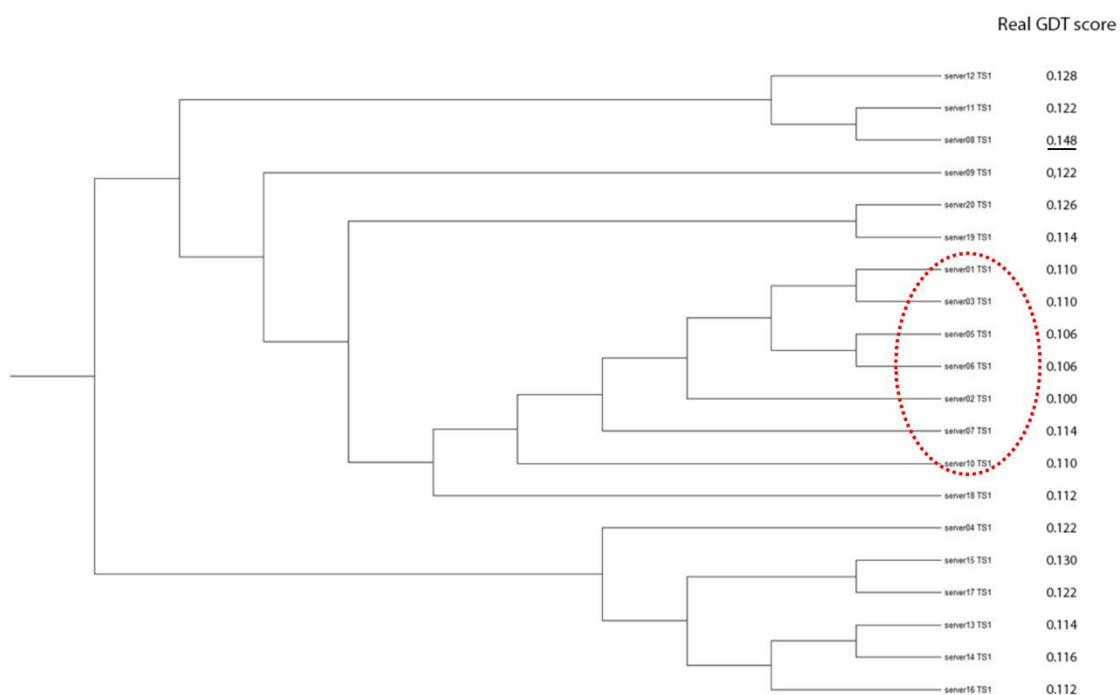 Real GDT score
server12 TS1 0.128
server11 TS1 0.122
server08 TS1 0.148
server09 TS1 0,122
server20 TS1 0.126
server19 TS1 0.114
server01 TS1 0.110
server03 TS1 0.110
server05 TS1 0.106
server06 TS1 0.106
server02 TS1 0.100
server07 TS1 0.114
server10 TS1 0.110
server18 TS1 0.112
server04 TS1 0.122
server15 TS1 0.130
server17 TS1 0.122
server13 TS1 0.114
server14 TS1 0.116
server16 TS1 0.112